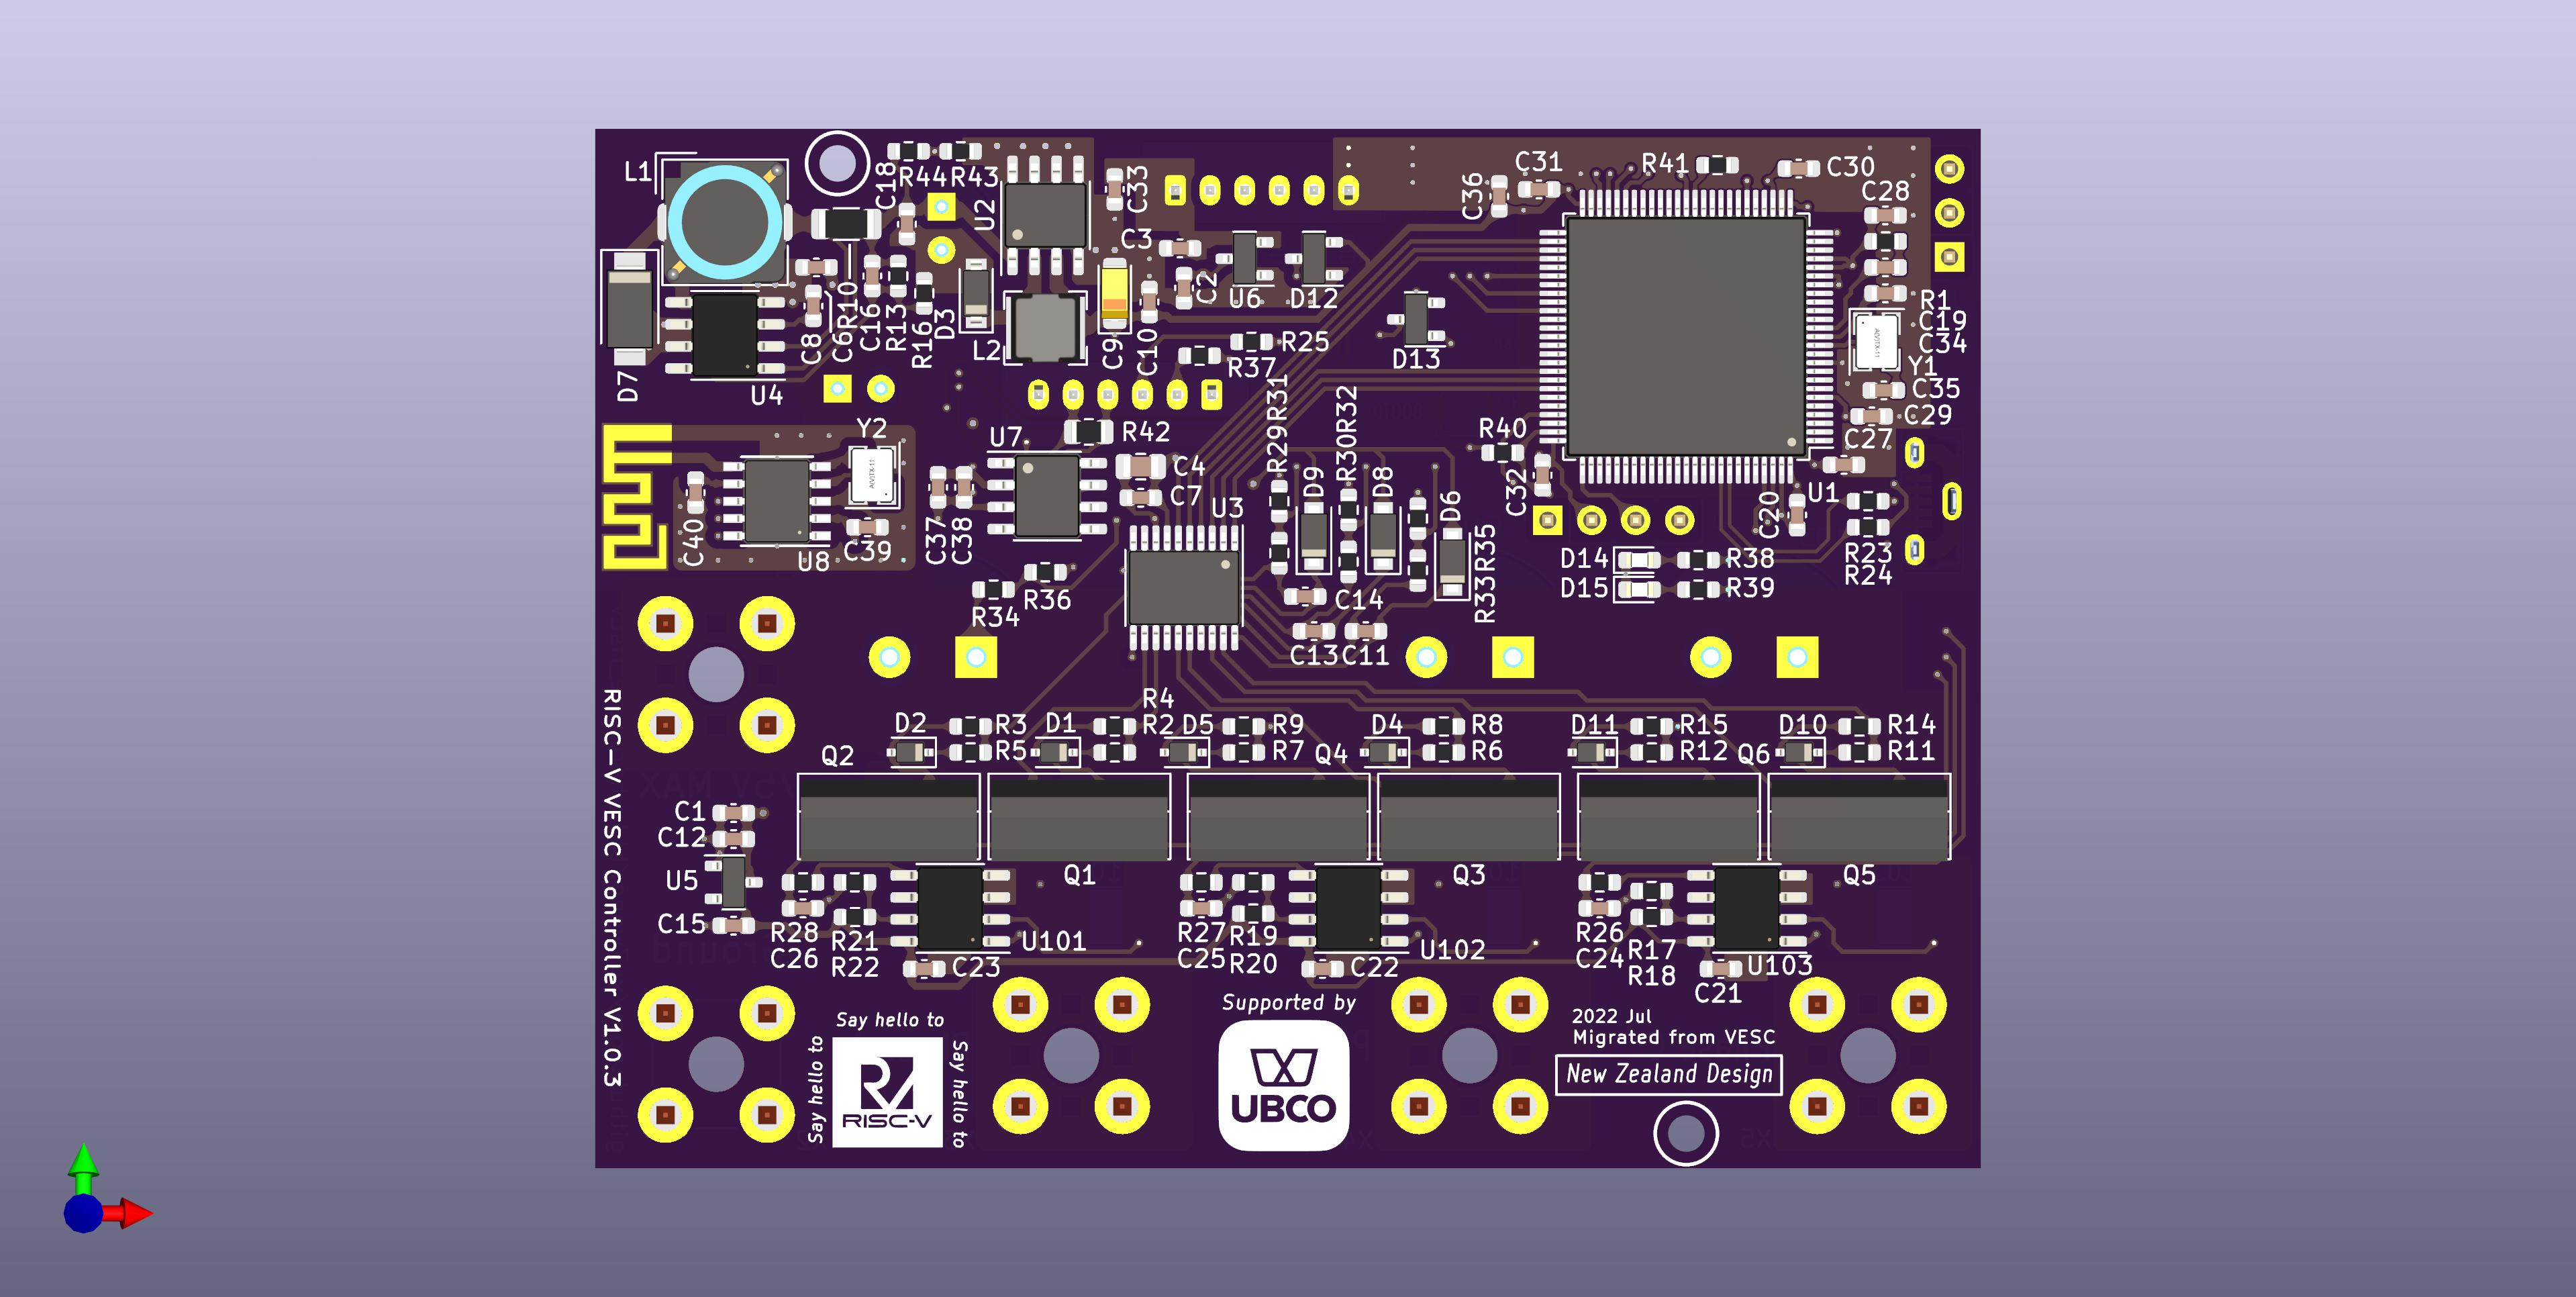 C31
R41
C30
L1
C18
R44 R43
C33
C36
C28
U2
C3
C2
U6
D12
R1
C19
C34
Y1
C8
C6
R10
C16
R13
R16
D3
L2
C9
C10
R25
R37
D13
D7
U4
C35
C29
C27
Y2
U7
R42
R29 R31
R30 R32
R40
C4
C7
D9
D8
D6
C32
U1
C20
U3
C40
U8
C39
C37
C38
R33 R35
R23
R24
D14
R38
D15
R39
R34
R36
C14
C13 C11
RISC-V VESC Controller V1.0.3
R4
D2
R3
D1
R2
D5
R9
D4
R8
D11
R15
D10
R14
Q2
R5
R7
Q4
R6
R12
Q6
R11
C1
C12
U5
C15
Q1
Q3
Q5
R28
C26
R21
R22
U101
C23
R27
C25
R19
R20
U102
C22
R26
C24
R17
R18
U103
C21
Say hello to
Say hello to
Say hello to
RISC-V
Supported by
UBCO
2022 Jul
Migrated from VESC
New Zealand Design